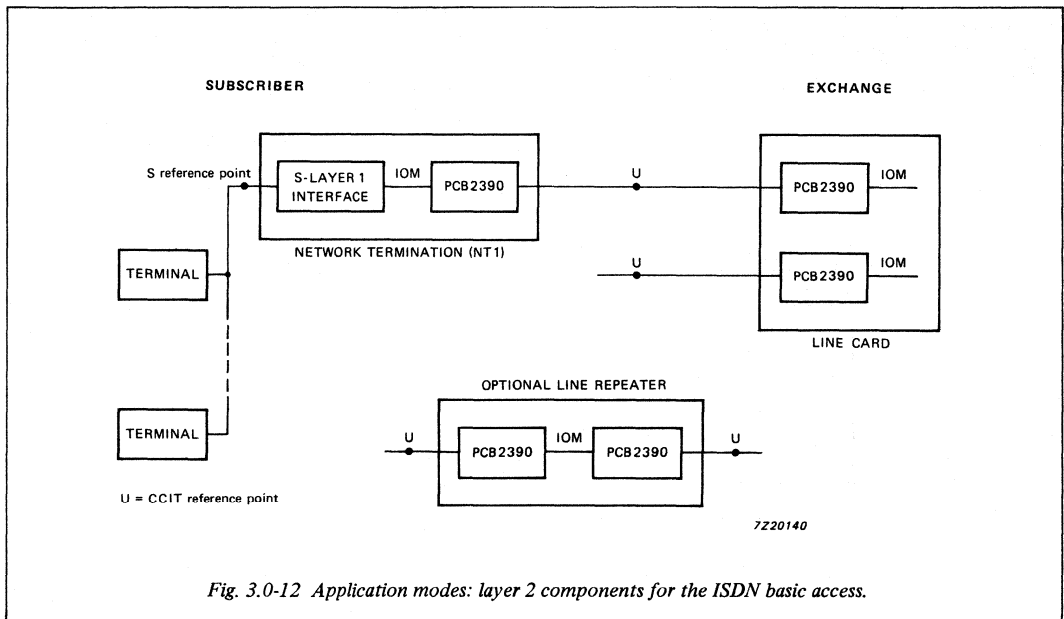 SUBSCRIBER
EXCHANGE
S reference point
S-LAYER 1
INTERFACE
IOM
PCB2390
NETWORK TERMINATION (NT1)
U
PCB2390
IOM
U
PCB2390
IOM
LINE CARD
TERMINAL
TERMINAL
OPTIONAL LINE REPEATER
U
PCB2390
IOM
PCB2390
U
U = CCIT reference point
7Z20140
Fig. 3.0-12 Application modes: layer 2 components for the ISDN basic access.